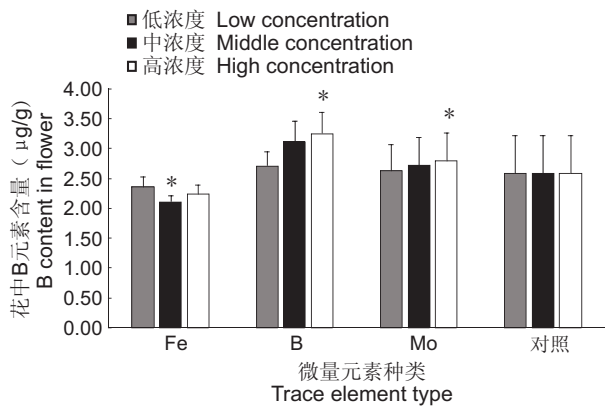 低浓度 Low concentration
中浓度 Middle concentration
高浓度 High concentration
花中B元素含量（μg/g）
B content in flower
4.00
3.50
3.00
2.50
2.00
1.50
1.00
0.50
0.00
*
*
*
Fe
B
Mo
对照
微量元素种类
Trace element type